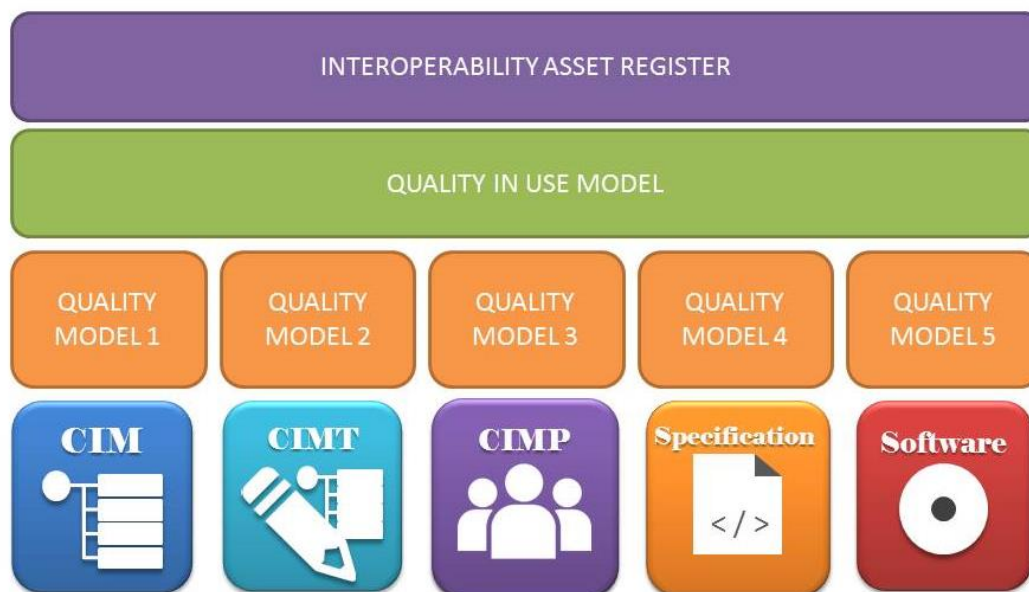 INTEROPERABILITY ASSET REGISTER
QUALITY IN USE MODEL
QUALITY
MODEL 1
QUALITY
MODEL 2
QUALITY
MODEL 3
QUALITY
MODEL 4
QUALITY
MODEL 5
CIM
CIMT
CIMP
Specification
</>
Software